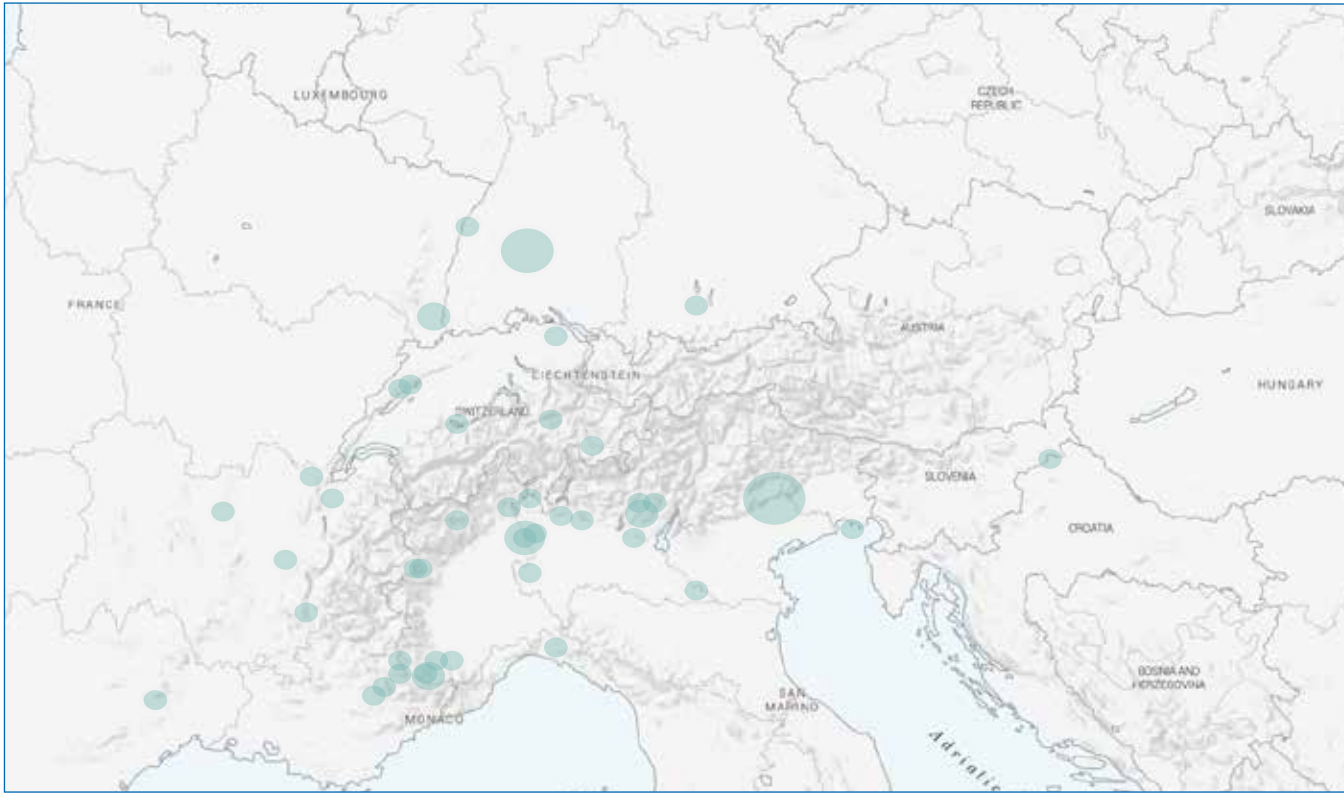 LUXEMBOURG
CZECH
REPUBLIC
SLOVAKIA
FRANCE
AUSTRIA
LIECHTENSTEIN
HUNGARY
SWITZERLAND
SLOVENIA
CROATIA
BOSNIA AND
HERZEGOVINA
SAN
MARINO
MONACO
Adriatic